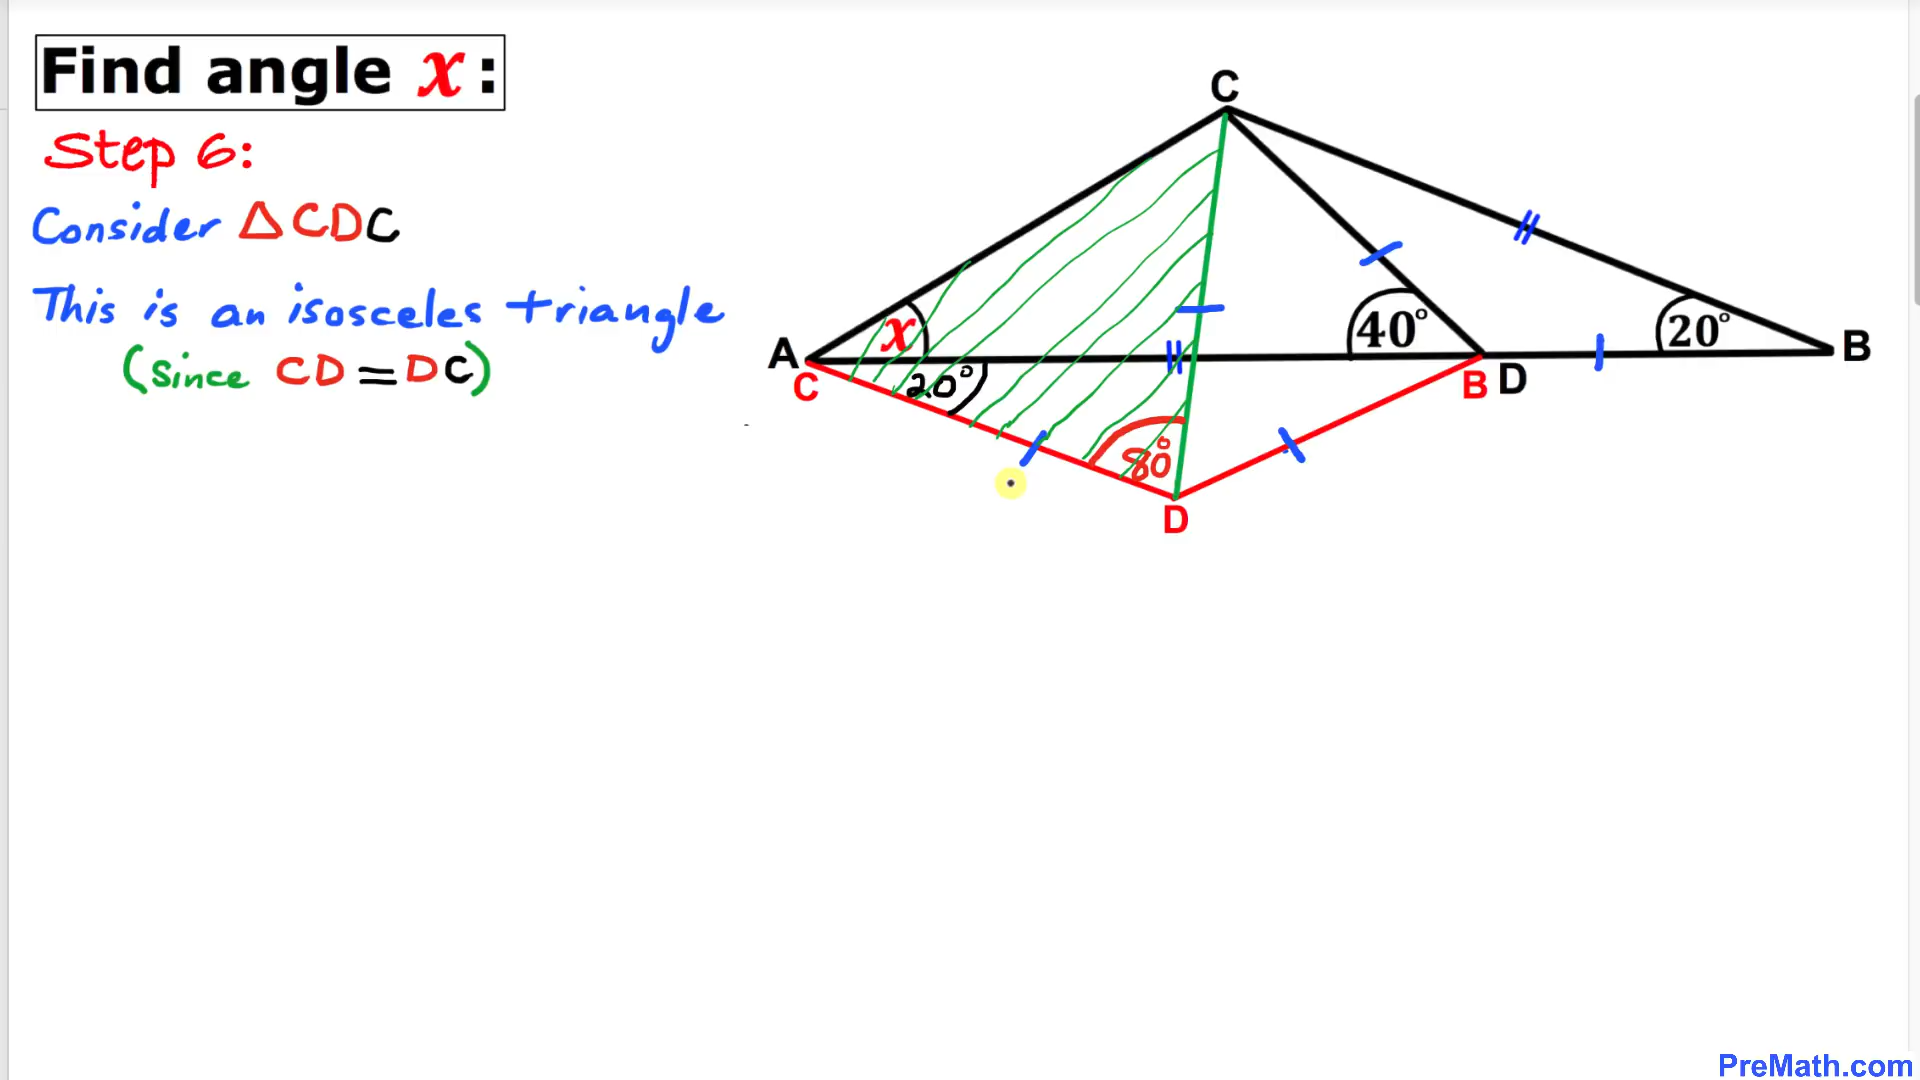 Find angle x :
Step 6:
Consider ΔCDC
This is an isosceles triangle
(Since CD = DC)
C
A
x
40°
20°
B
C
20°
B D
80°
D
PreMath.com